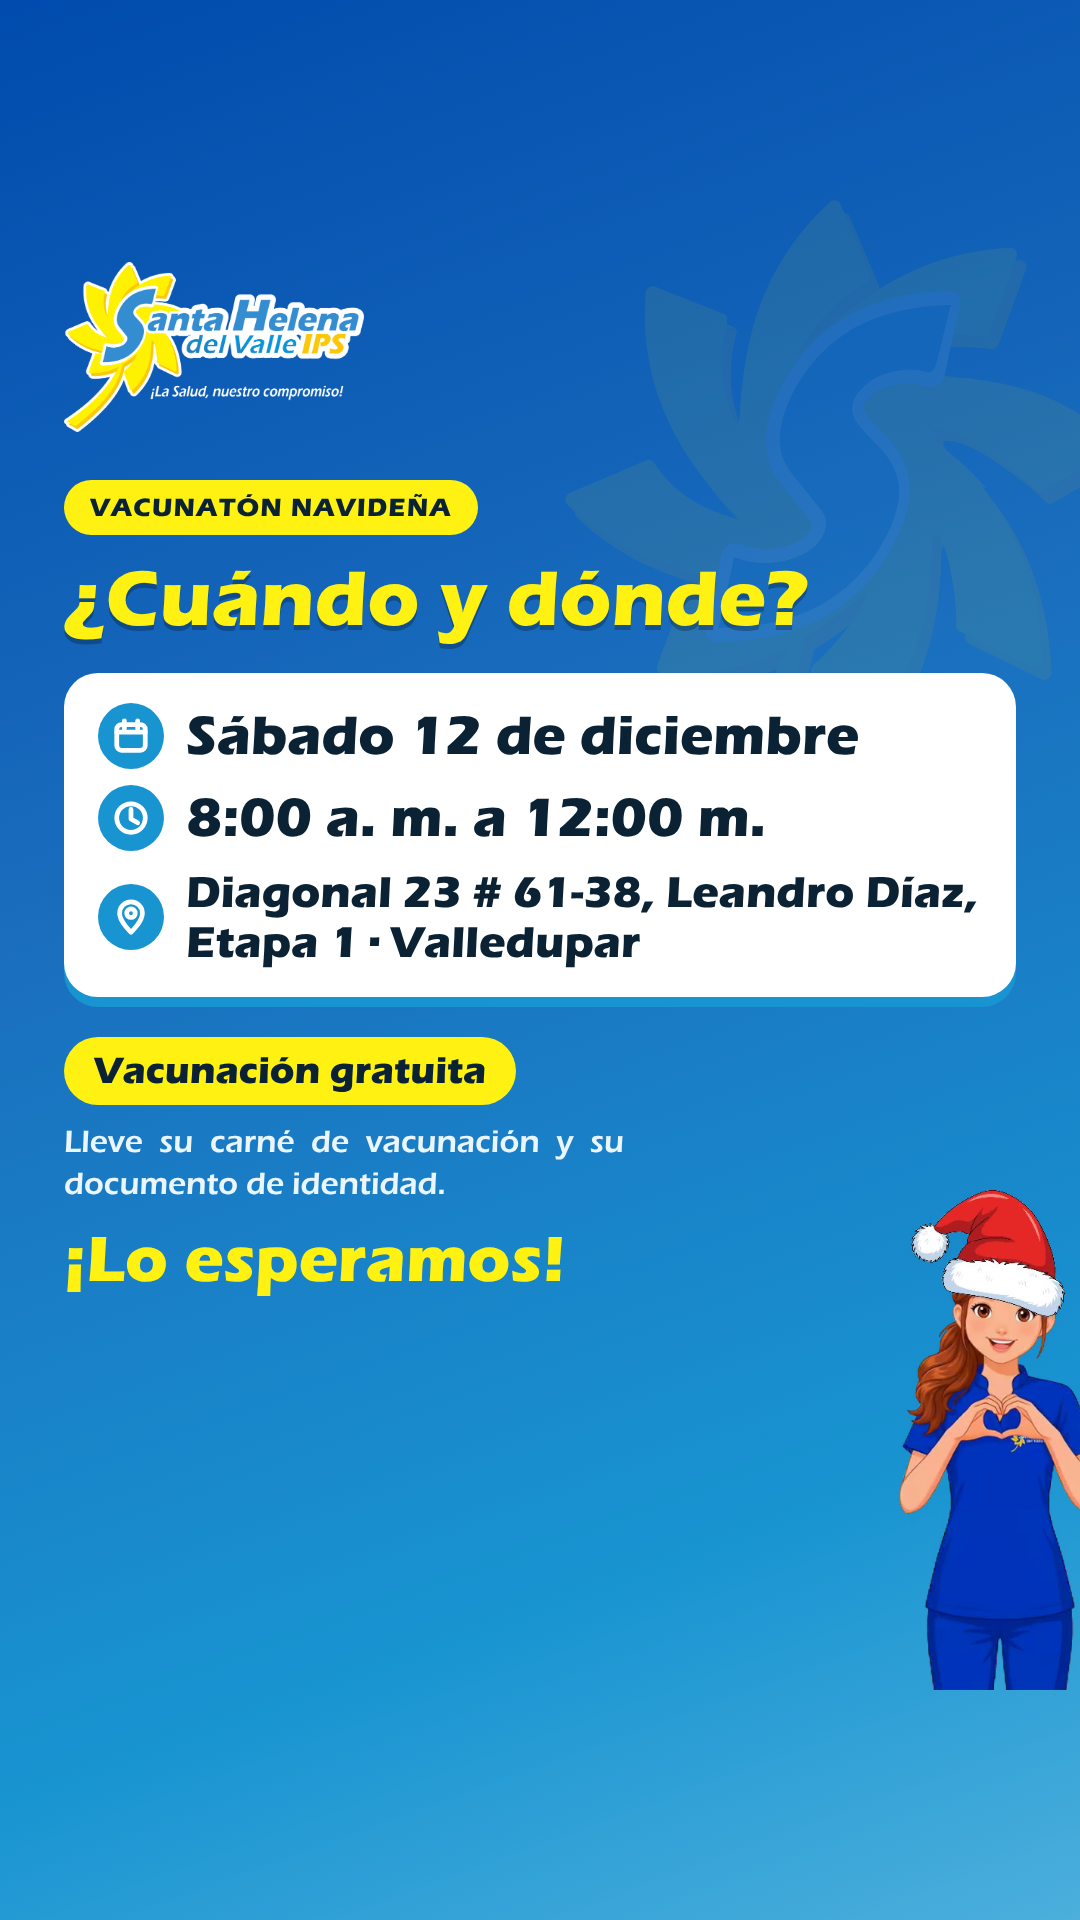 Santa Helena
del Valle IPS
¡La Salud, nuestro compromiso!
VACUNATÓN NAVIDEÑA
¿Cuándo y dónde?
Sábado 12 de diciembre
8:00 a. m. a 12:00 m.
Diagonal 23 # 61-38, Leandro Díaz,
Etapa 1 · Valledupar
Vacunación gratuita
Lleve su carné de vacunación y su
documento de identidad.
¡Lo esperamos!